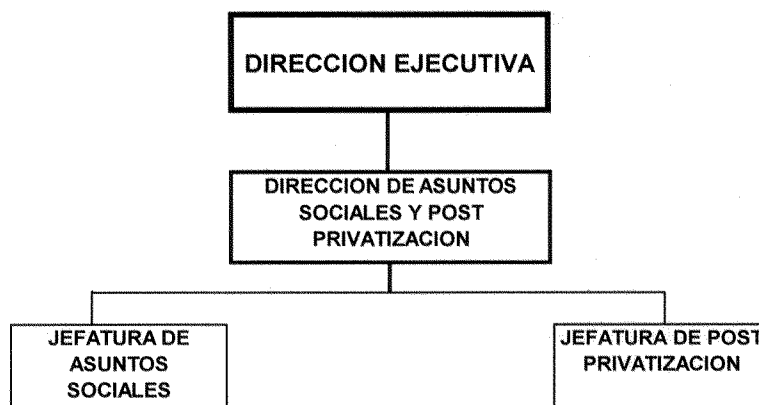 DIRECCION EJECUTIVA
DIRECCION DE ASUNTOS
SOCIALES Y POST
PRIVATIZACION
JEFATURA DE
ASUNTOS
SOCIALES
JEFATURA DE POST
PRIVATIZACION